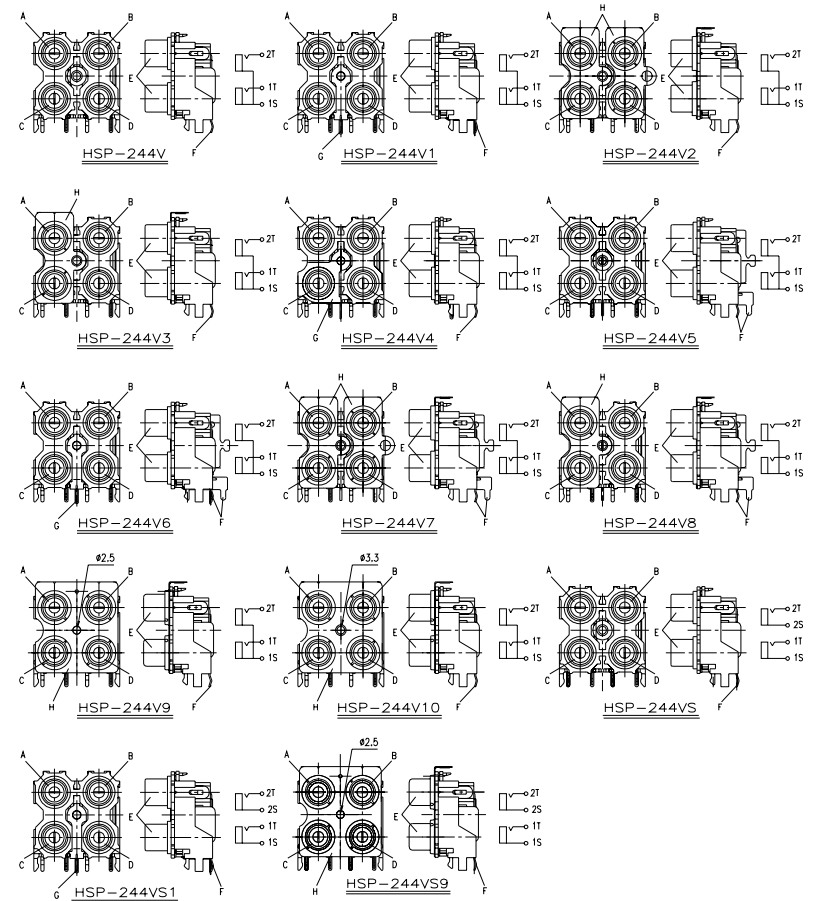 A B 2T
E 1T
1S
C D F
HSP-244V
A B 2T
E 1T
1S
C D
G F
HSP-244V1
H
A B 2T
E 1T
1S
C D F
HSP-244V2
H
A B 2T
E 1T
1S
C D F
HSP-244V3
A B 2T
E 1T
1S
C D
G F
HSP-244V4
A B 2T
E 1T
1S
C D F
HSP-244V5
A B 2T
E 1T
1S
C D
G F
HSP-244V6
H
A B 2T
E 1T
1S
C D F
HSP-244V7
H
A B 2T
E 1T
1S
C D F
HSP-244V8
ø2.5
A B 2T
E 1T
1S
C D
H F
HSP-244V9
ø3.3
A B 2T
E 1T
1S
C D
H F
HSP-244V10
A B 2T
2S
E 1T
1S
C D F
HSP-244VS
A B 2T
2S
E 1T
1S
C D
G F
HSP-244VS1
ø2.5
A B 2T
2S
E 1T
1S
C D
H F
HSP-244VS9